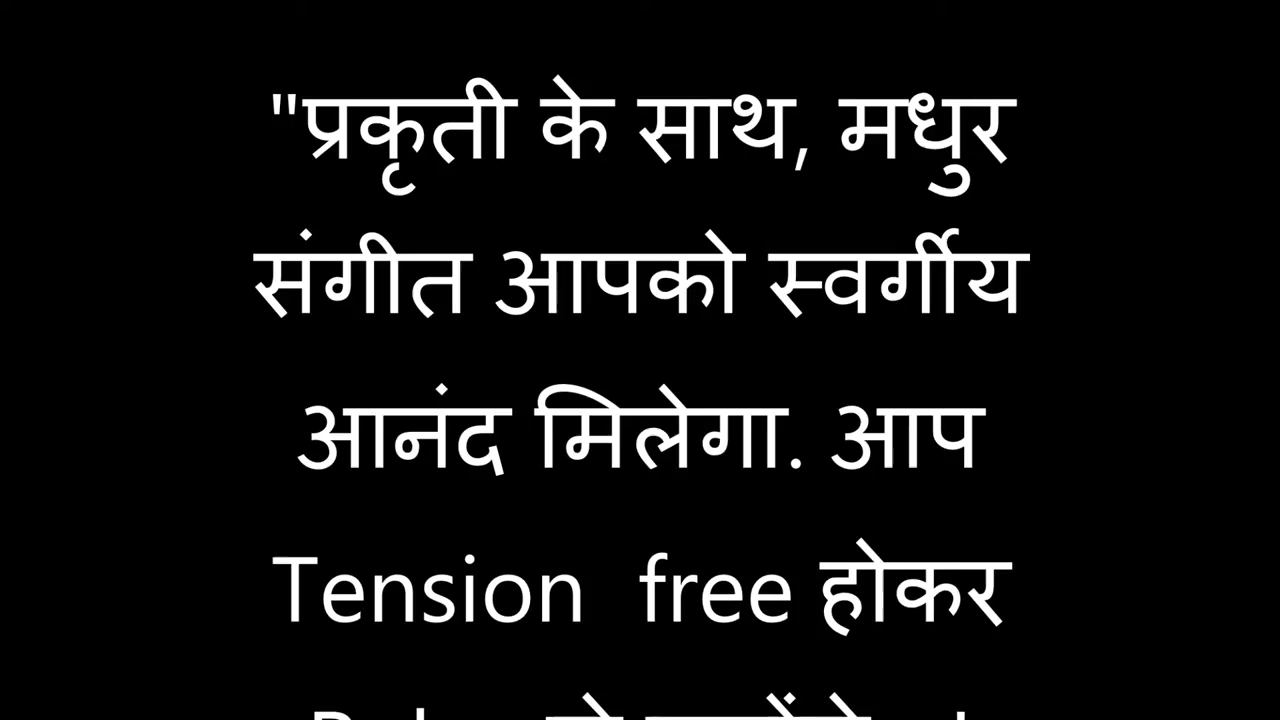 "प्रकृती के साथ, मधुर
संगीत आपको स्वर्गीय
आनंद मिलेगा. आप
Tension  free होकर